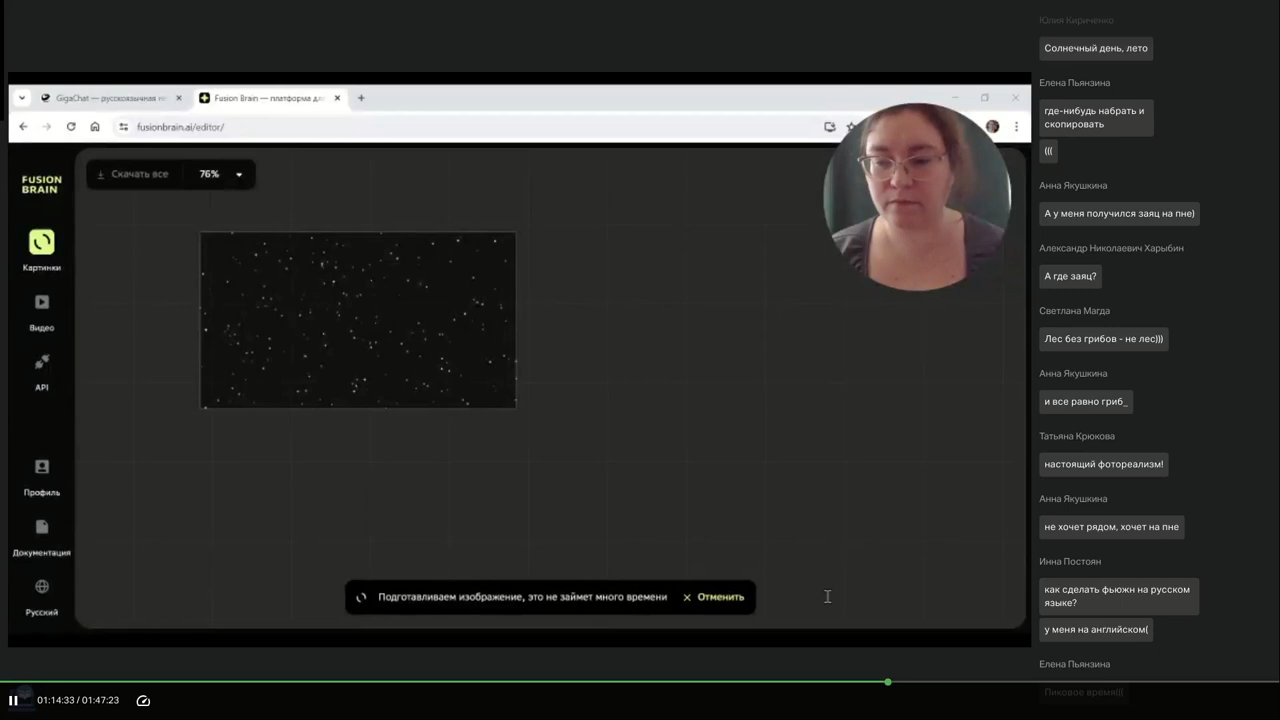 GigaChat — русскоязычная не
Fusion Brain — платформа для
fusionbrain.ai/editor/
FUSION
BRAIN
Скачать все
76%
Картинки
Видео
API
Профиль
Документация
Русский
Подготавливаем изображение, это не займет много времени
Отменить
01:14:33 / 01:47:23
Юлия Кириченко
Солнечный день, лето
Елена Пьянзина
где-нибудь набрать и
скопировать
(((
Анна Якушкина
А у меня получился заяц на пне)
Александр Николаевич Харыбин
А где заяц?
Светлана Магда
Лес без грибов - не лес)))
Анна Якушкина
и все равно гриб_
Татьяна Крюкова
настоящий фотореализм!
Анна Якушкина
не хочет рядом, хочет на пне
Инна Постоян
как сделать фьюжн на русском
языке?
у меня на английском(
Елена Пьянзина
Пиковое время(((